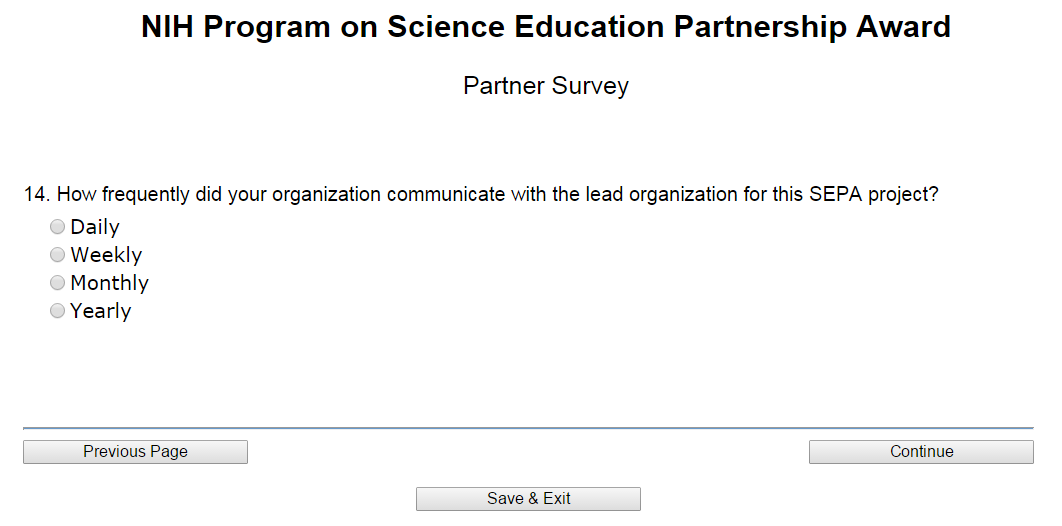 NIH Program on Science Education Partnership Award
Partner Survey
14. How frequently did your organization communicate with the lead organization for this SEPA project?
Daily
Weekly
Monthly
Yearly
Previous Page
Continue
Save & Exit